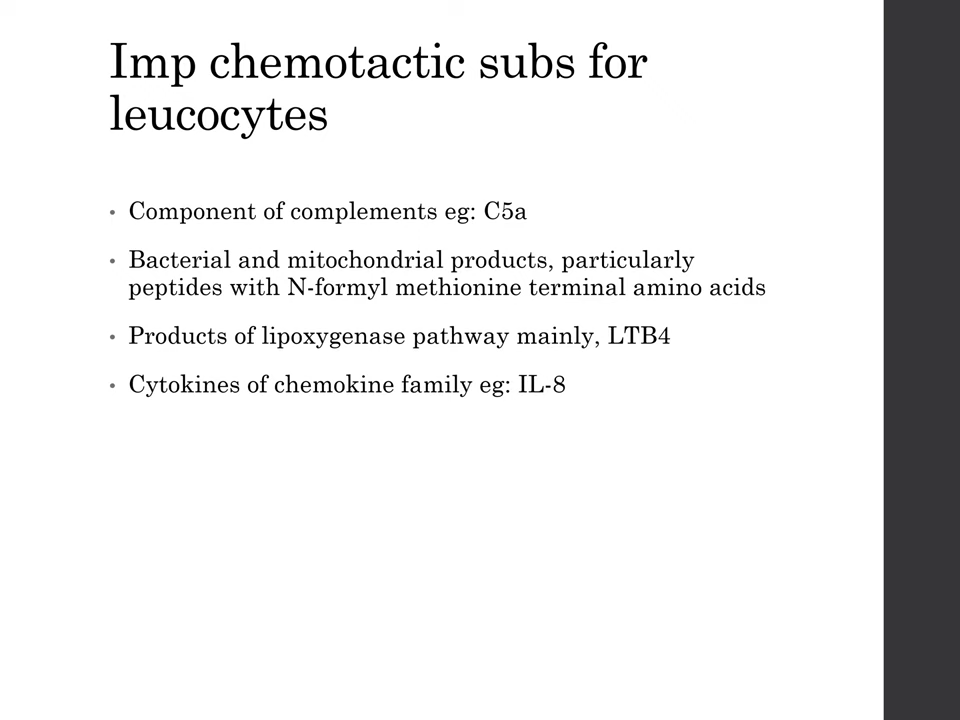 Imp chemotactic subs for
leucocytes
• Component of complements eg: C5a
• Bacterial and mitochondrial products, particularly
peptides with N-formyl methionine terminal amino acids
• Products of lipoxygenase pathway mainly, LTB4
• Cytokines of chemokine family eg: IL-8